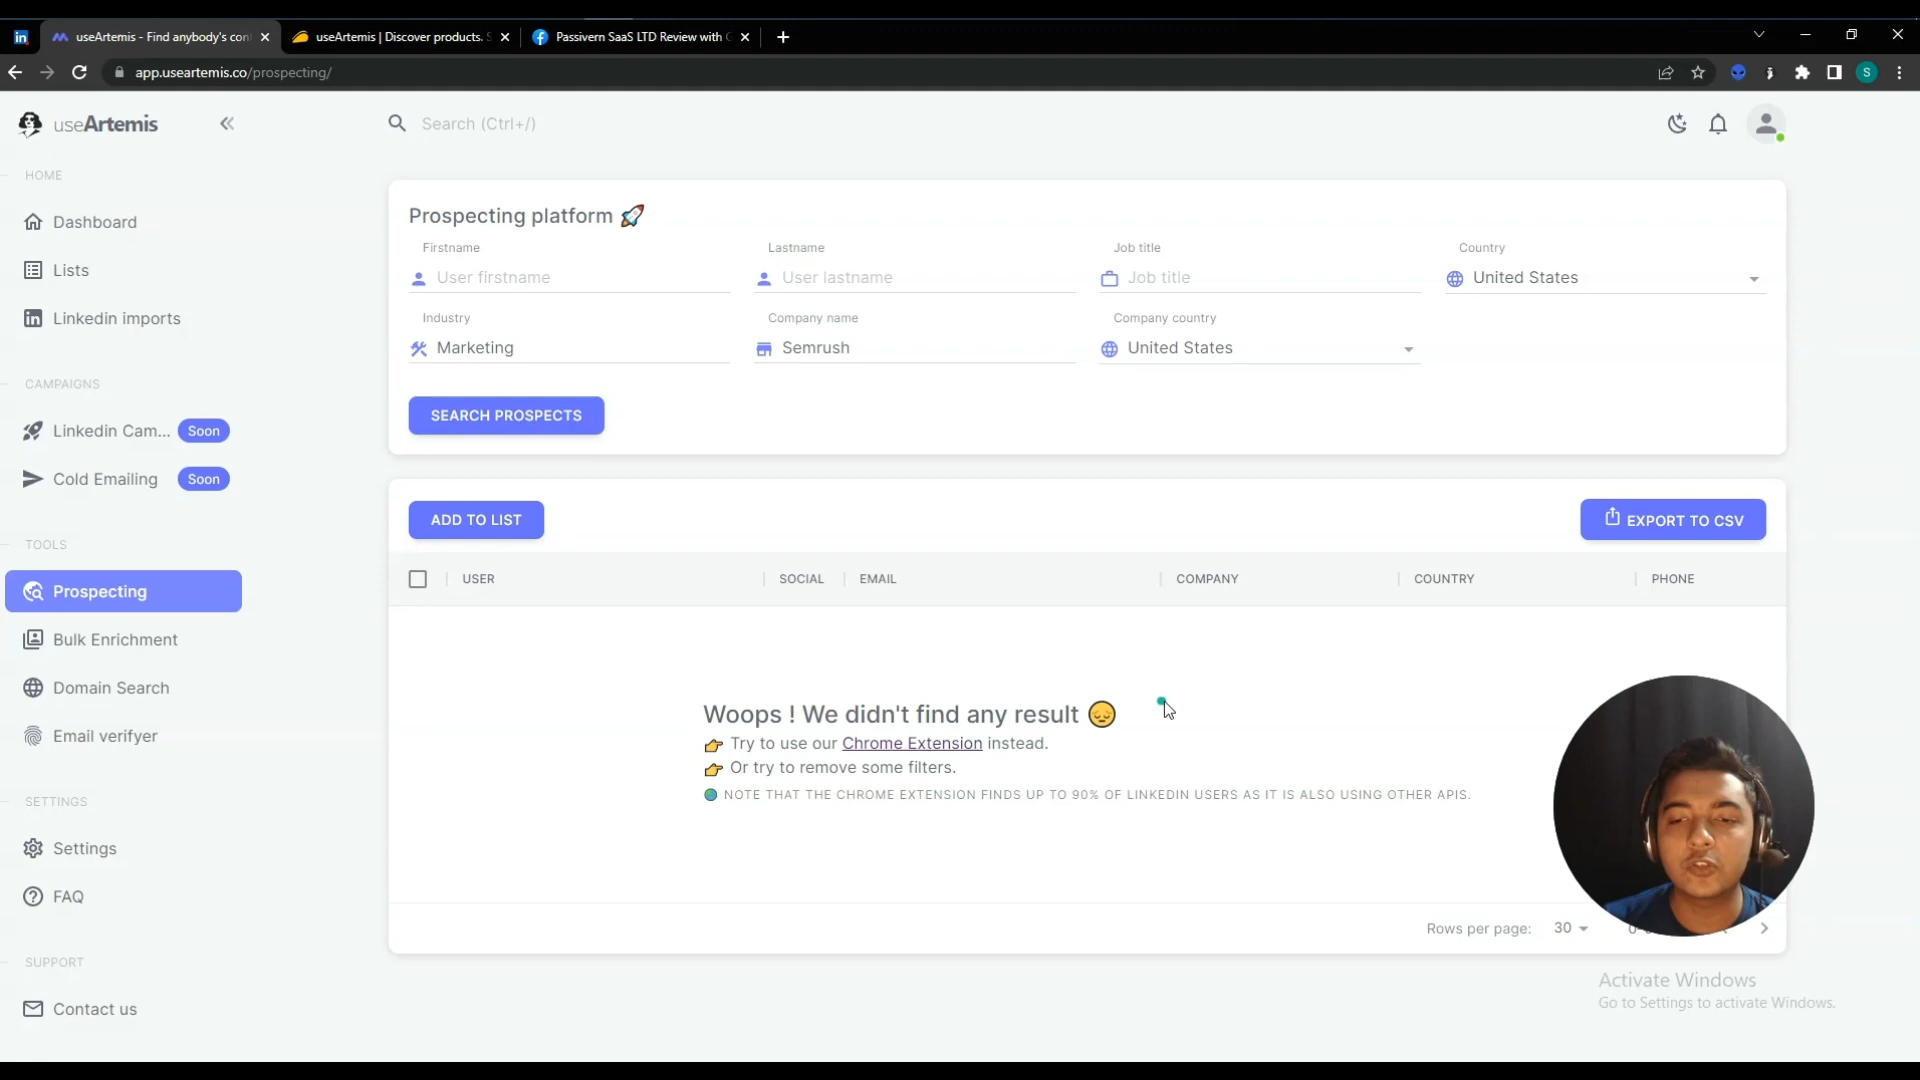 useArtemis - Find anybody's con
useArtemis | Discover products. S
Passivern SaaS LTD Review with
app.useartemis.co/prospecting/
S
useArtemis
Search (Ctrl+/)
HOME
Dashboard
Lists
Linkedin imports
CAMPAIGNS
Linkedin Cam... Soon
Cold Emailing Soon
TOOLS
Prospecting
Bulk Enrichment
Domain Search
Email verifyer
SETTINGS
Settings
FAQ
SUPPORT
Contact us
Prospecting platform 🚀
Firstname Lastname Job title Country
User firstname User lastname Job title United States
Industry Company name Company country
Marketing Semrush United States
SEARCH PROSPECTS
ADD TO LIST EXPORT TO CSV
USER SOCIAL EMAIL COMPANY COUNTRY PHONE
Woops ! We didn't find any result 😞
👉 Try to use our Chrome Extension instead.
👉 Or try to remove some filters.
NOTE THAT THE CHROME EXTENSION FINDS UP TO 90% OF LINKEDIN USERS AS IT IS ALSO USING OTHER APIS.
Rows per page: 30
Activate Windows
Go to Settings to activate Windows.